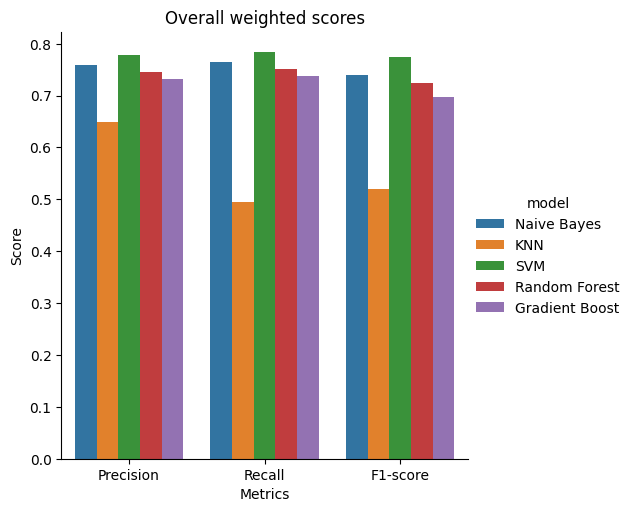 Overall weighted scores
0.8
0.7
0.6
0.5
0.4
0.3
0.2
0.1
0.0
Score
Precision
Recall
F1-score
Metrics
model
Naive Bayes
KNN
SVM
Random Forest
Gradient Boost